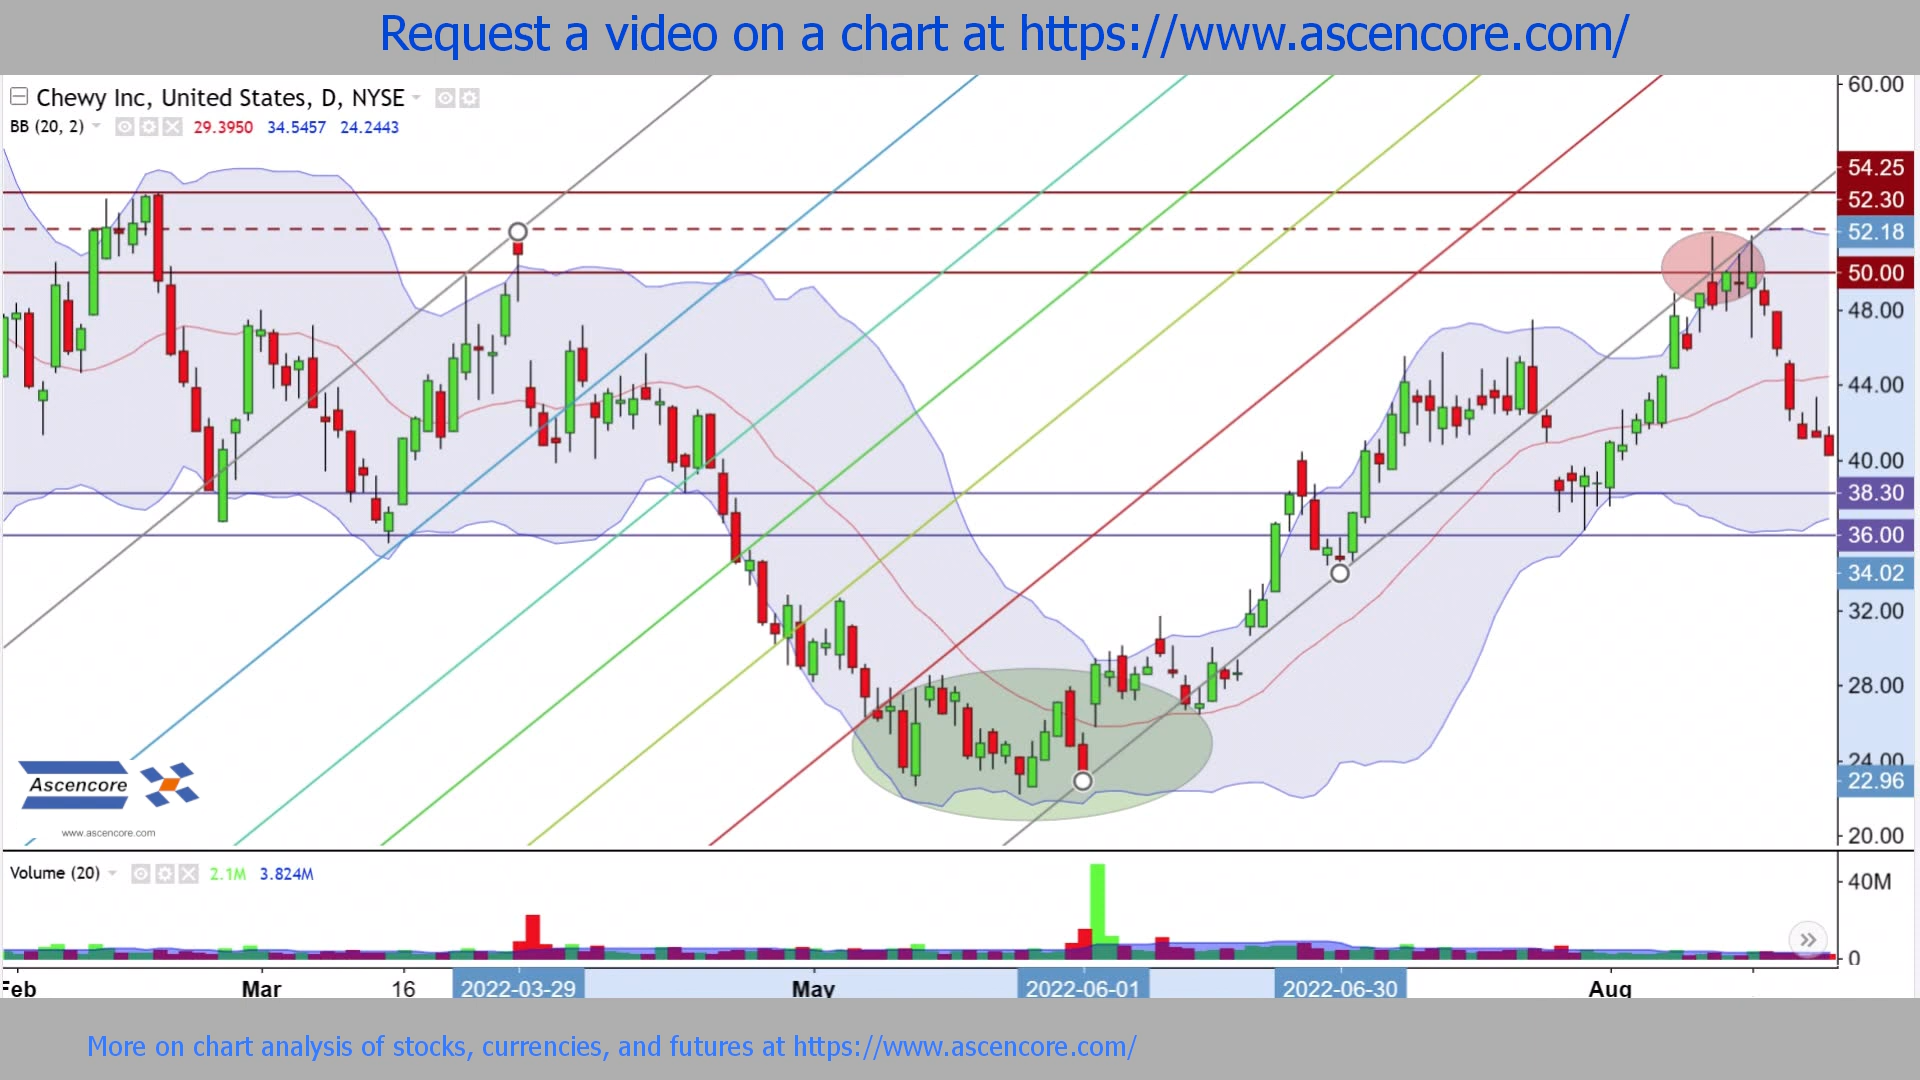 Request a video on a chart at https://www.ascencore.com/
Chewy Inc, United States, D, NYSE
BB (20, 2) 29.3950 34.5457 24.2443
60.00
54.25
52.30
52.18
50.00
48.00
44.00
40.00
38.30
36.00
34.02
32.00
28.00
24.00
22.96
20.00
Ascencore
www.ascencore.com
Volume (20) 2.1M 3.824M
40M
0
Feb Mar 16 2022-03-29 May 2022-06-01 2022-06-30 Aug
More on chart analysis of stocks, currencies, and futures at https://www.ascencore.com/